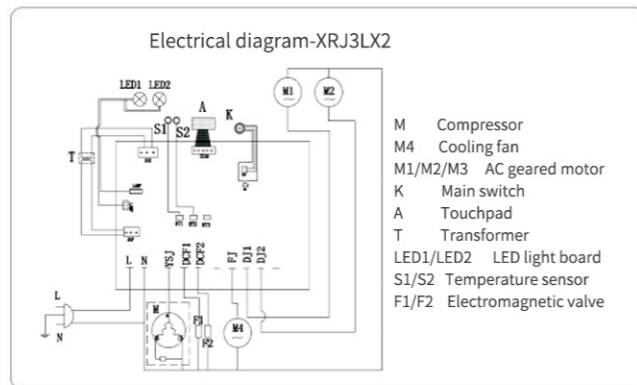 Electrical diagram-XRJ3LX2
LED1 LED2
M1 M2
A
S1 S2
K
T
L N YSJ DCF1 DCF2 FJ DJ1 DJ2
L
N
M
F1
F2
M4
M Compressor
M4 Cooling fan
M1/M2/M3 AC geared motor
K Main switch
A Touchpad
T Transformer
LED1/LED2 LED light board
S1/S2 Temperature sensor
F1/F2 Electromagnetic valve